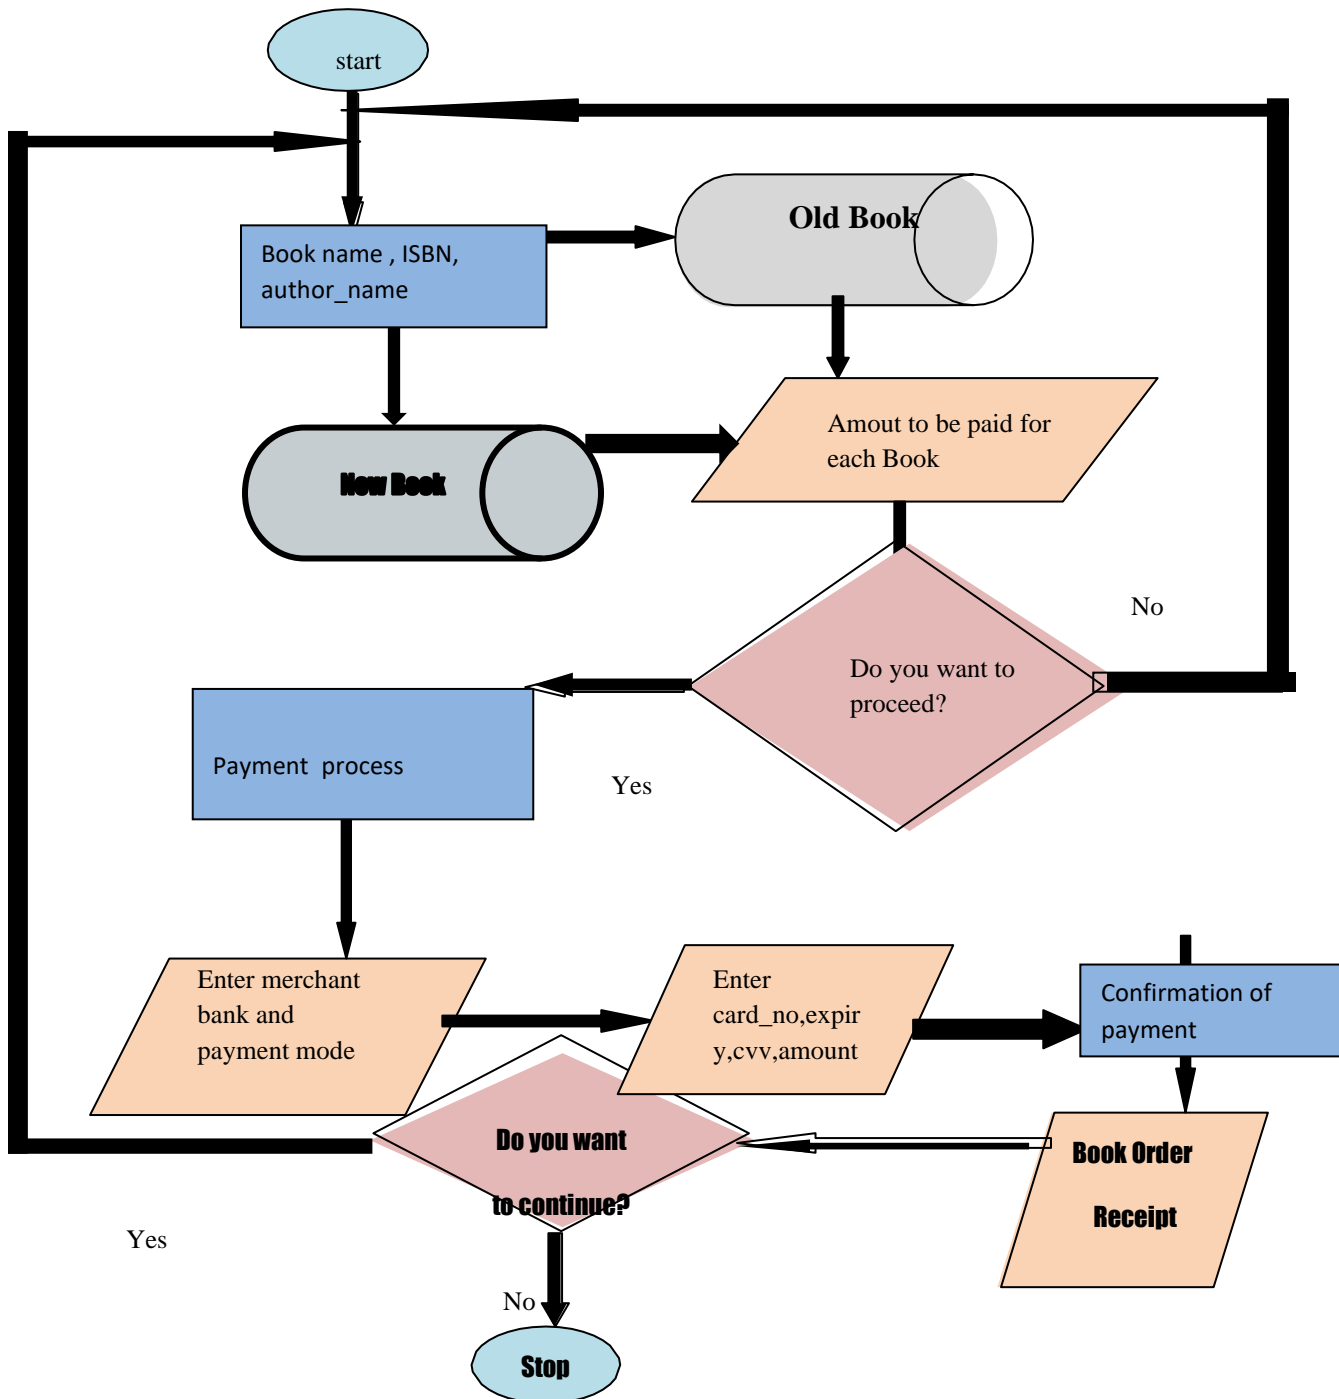 start
Old Book
Book name , ISBN,
author_name
Amout to be paid for
each Book
New Book
No
Do you want to
proceed?
Payment  process
Yes
Enter merchant
bank and
payment mode
Enter
card_no,expir
y,cvv,amount
Confirmation of
payment
Do you want
to continue?
Book Order
Receipt
Yes
No
Stop